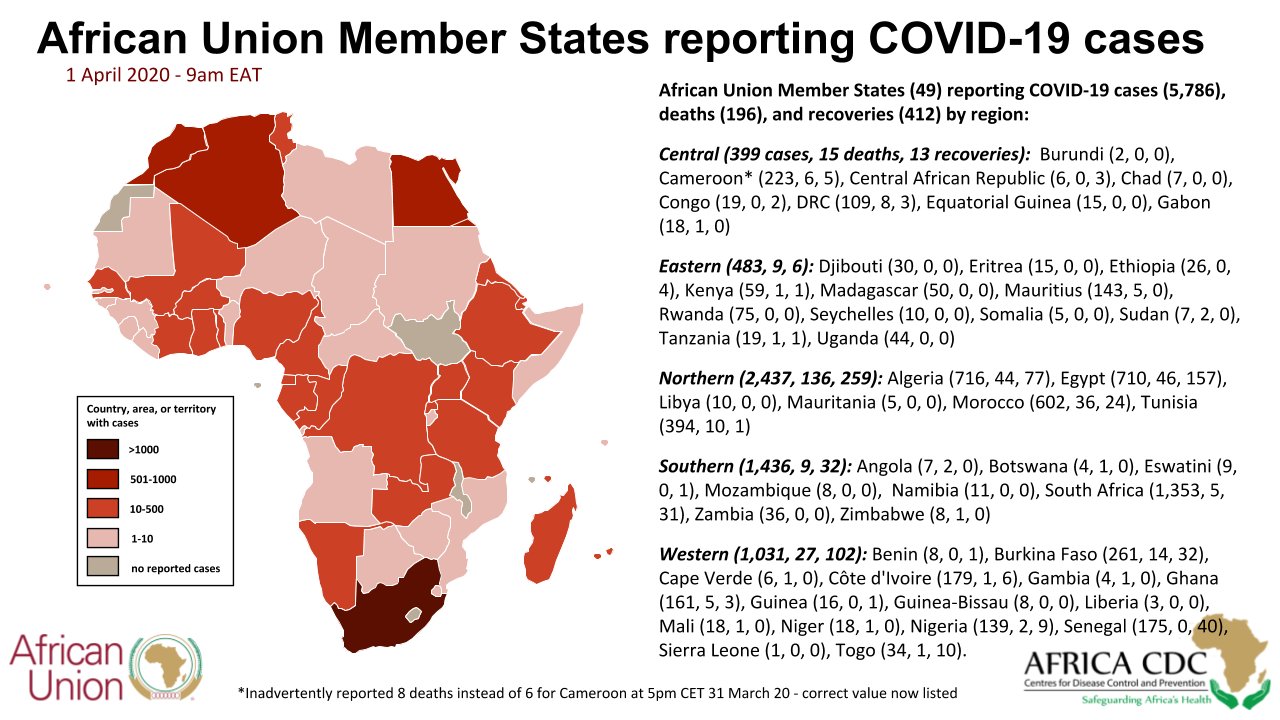 African Union Member States reporting COVID-19 cases
1 April 2020 - 9am EAT
African Union Member States (49) reporting COVID-19 cases (5,786),
deaths (196), and recoveries (412) by region:
Central (399 cases, 15 deaths, 13 recoveries): Burundi (2, 0, 0),
Cameroon* (223, 6, 5), Central African Republic (6, 0, 3), Chad (7, 0, 0),
Congo (19, 0, 2), DRC (109, 8, 3), Equatorial Guinea (15, 0, 0), Gabon
(18, 1, 0)
Eastern (483, 9, 6): Djibouti (30, 0, 0), Eritrea (15, 0, 0), Ethiopia (26, 0,
4), Kenya (59, 1, 1), Madagascar (50, 0, 0), Mauritius (143, 5, 0),
Rwanda (75, 0, 0), Seychelles (10, 0, 0), Somalia (5, 0, 0), Sudan (7, 2, 0),
Tanzania (19, 1, 1), Uganda (44, 0, 0)
Northern (2,437, 136, 259): Algeria (716, 44, 77), Egypt (710, 46, 157),
Libya (10, 0, 0), Mauritania (5, 0, 0), Morocco (602, 36, 24), Tunisia
(394, 10, 1)
Southern (1,436, 9, 32): Angola (7, 2, 0), Botswana (4, 1, 0), Eswatini (9,
0, 1), Mozambique (8, 0, 0), Namibia (11, 0, 0), South Africa (1,353, 5,
31), Zambia (36, 0, 0), Zimbabwe (8, 1, 0)
Western (1,031, 27, 102): Benin (8, 0, 1), Burkina Faso (261, 14, 32),
Cape Verde (6, 1, 0), Côte d'Ivoire (179, 1, 6), Gambia (4, 1, 0), Ghana
(161, 5, 3), Guinea (16, 0, 1), Guinea-Bissau (8, 0, 0), Liberia (3, 0, 0),
Mali (18, 1, 0), Niger (18, 1, 0), Nigeria (139, 2, 9), Senegal (175, 0, 40),
Sierra Leone (1, 0, 0), Togo (34, 1, 10).
Country, area, or territory
with cases
>1000
501-1000
10-500
1-10
no reported cases
African
Union
*Inadvertently reported 8 deaths instead of 6 for Cameroon at 5pm CET 31 March 20 - correct value now listed
AFRICA CDC
Centres for Disease Control and Prevention
Safeguarding Africa's Health